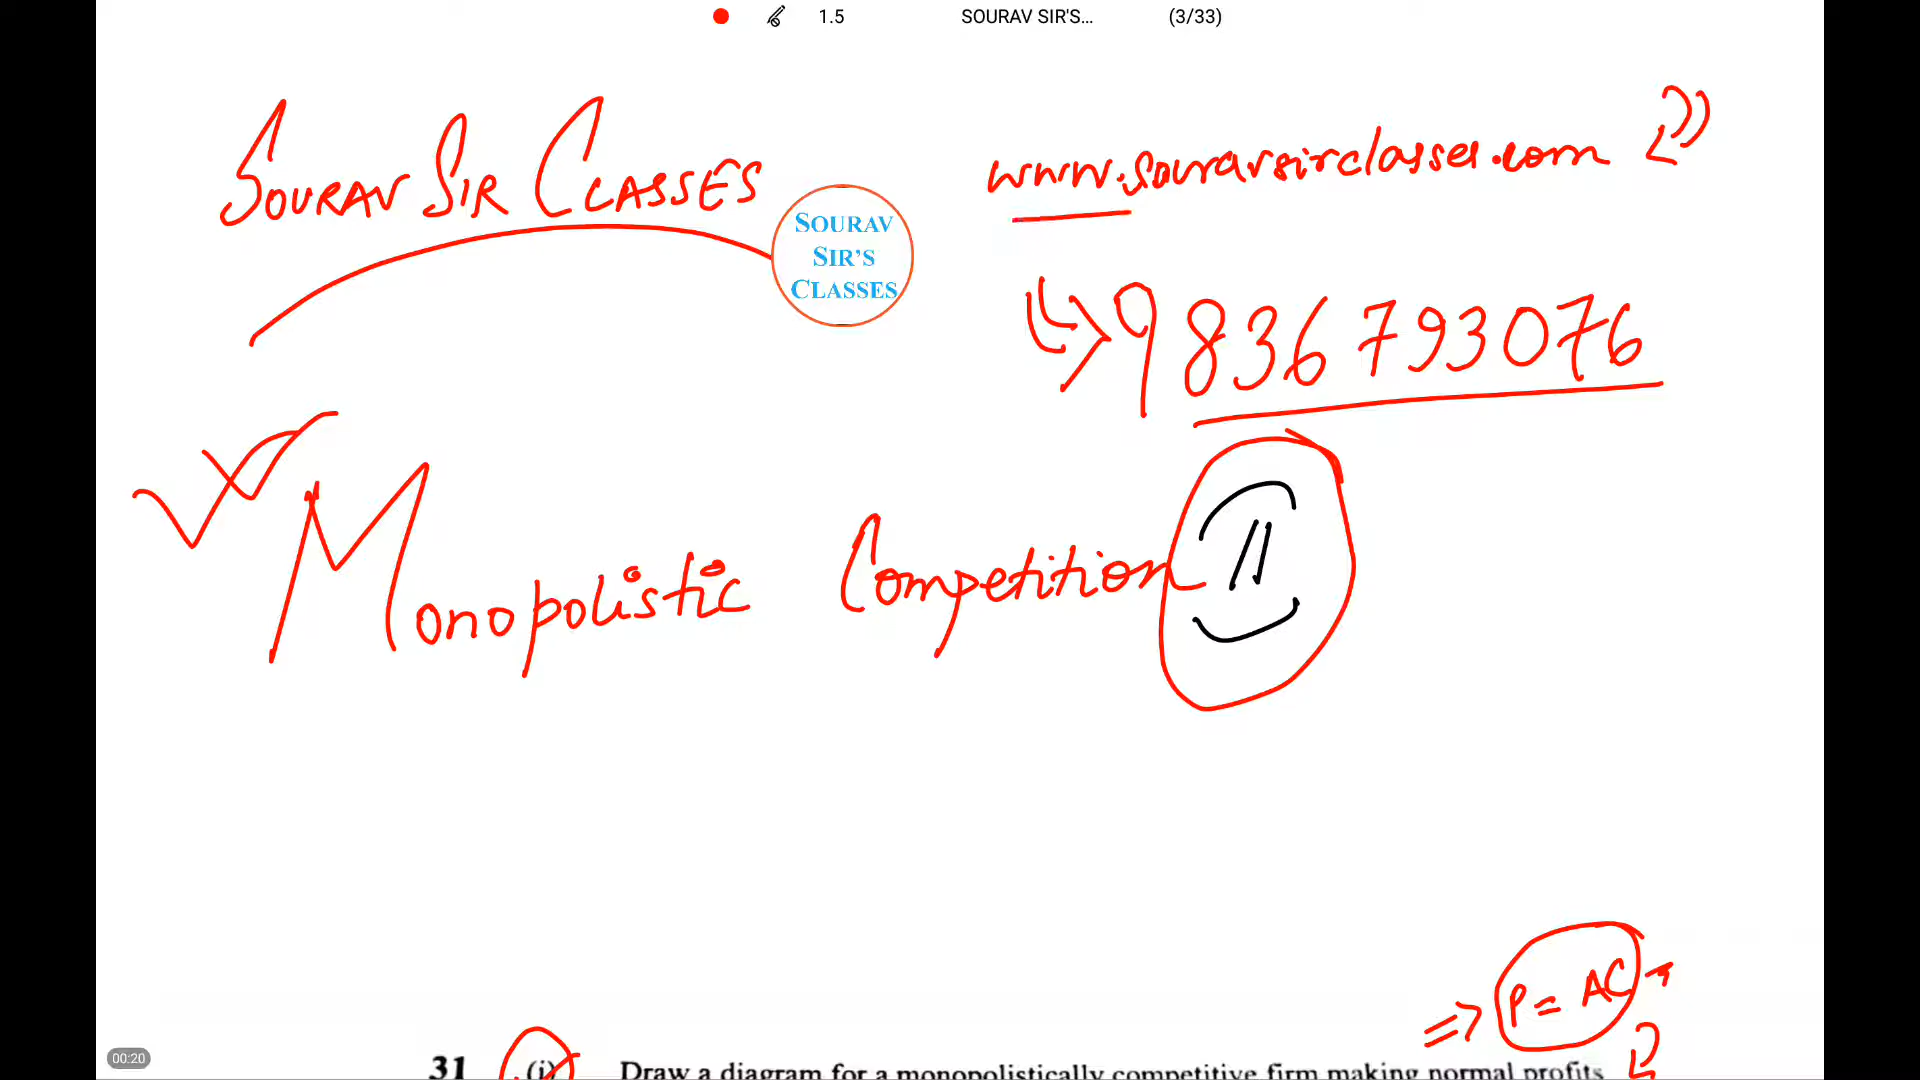 1.5 SOURAV SIR'S... (3/33)
SOURAV SIR CLASSES
www.souravsirclasses.com
SOURAV
SIR'S
CLASSES
9836793076
Monopolistic Competition
P = AC
00:20
31 (i) Draw a diagram for a monopolistically competitive firm making normal profits